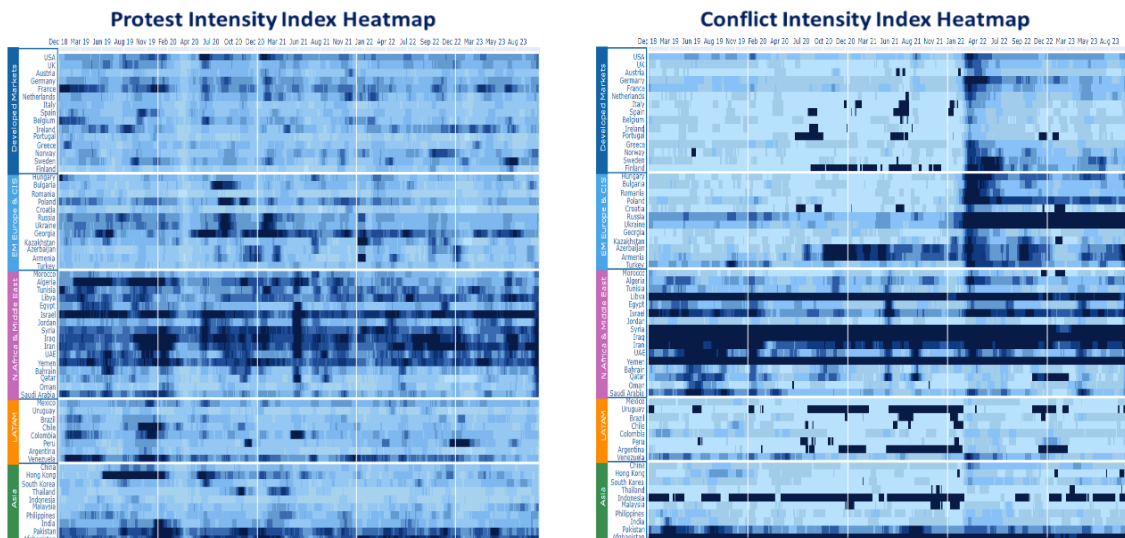 Protest Intensity Index Heatmap
Dec 18 Mar 19 Jun 19 Aug 19 Nov 19 Feb 20 Apr 20 Jul 20 Oct 20 Dec 20 Mar 21 Jun 21 Aug 21 Nov 21 Jan 22 Apr 22 Jul 22 Sep 22 Dec 22 Mar 23 May 23 Aug 23
Developed Markets
USA
UK
Austria
Germany
France
Netherlands
Italy
Spain
Belgium
Ireland
Portugal
Greece
Norway
Sweden
Finland
EM Europe & CIS
Hungary
Bulgaria
Romania
Poland
Croatia
Russia
Ukraine
Georgia
Kazakhstan
Azerbaijan
Armenia
Turkey
N.Africa & Middle East
Morocco
Algeria
Tunisia
Libya
Egypt
Israel
Jordan
Syria
Iraq
Iran
UAE
Yemen
Bahrain
Qatar
Oman
Saudi Arabia
LATAM
Mexico
Uruguay
Brazil
Chile
Colombia
Peru
Argentina
Venezuela
Asia
China
Hong Kong
South Korea
Thailand
Indonesia
Malaysia
Philippines
India
Pakistan
Afghanistan
Conflict Intensity Index Heatmap
Dec 18 Mar 19 Jun 19 Aug 19 Nov 19 Feb 20 Apr 20 Jul 20 Oct 20 Dec 20 Mar 21 Jun 21 Aug 21 Nov 21 Jan 22 Apr 22 Jul 22 Sep 22 Dec 22 Mar 23 May 23 Aug 23
Developed Markets
USA
UK
Austria
Germany
France
Netherlands
Italy
Spain
Belgium
Ireland
Portugal
Greece
Norway
Sweden
Finland
EM Europe & CIS
Hungary
Bulgaria
Romania
Poland
Croatia
Russia
Ukraine
Georgia
Kazakhstan
Azerbaijan
Armenia
Turkey
N.Africa & Middle East
Morocco
Algeria
Tunisia
Libya
Egypt
Israel
Jordan
Syria
Iraq
Iran
UAE
Yemen
Bahrain
Qatar
Oman
Saudi Arabia
LATAM
Mexico
Uruguay
Brazil
Chile
Colombia
Peru
Argentina
Venezuela
Asia
China
Hong Kong
South Korea
Thailand
Indonesia
Malaysia
Philippines
India
Pakistan
Afghanistan